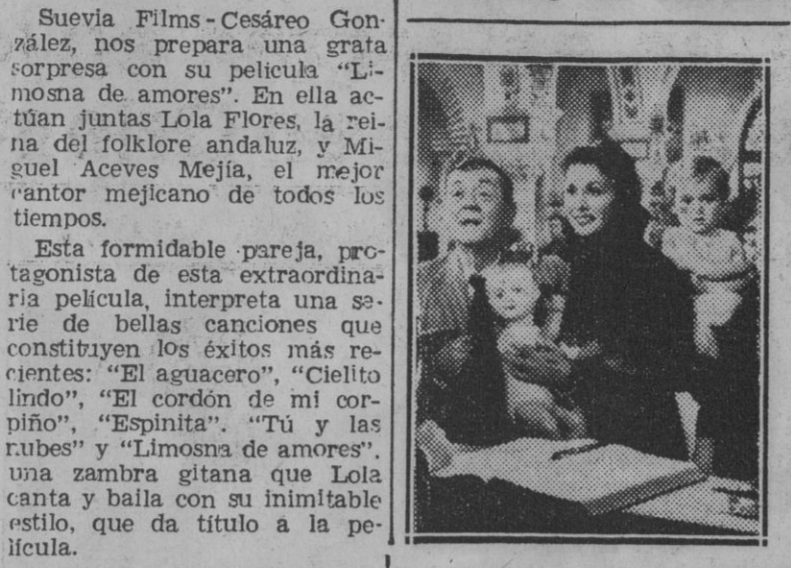 Suevia Films - Cesáreo Gon-
zález, nos prepara una grata
sorpresa con su pelicula “Li-
mosna de amores”. En ella ac-
túan juntas Lola Flores, la rei-
na del folklore andaluz, y Mi-
guel Aceves Mejía, el mejor
cantor mejicano de todos los
tiempos.
Esta formidable pareja, pro-
tagonista de esta extraordina-
ria película, interpreta una se-
rie de bellas canciones que
constituyen los éxitos más re-
cientes: “El aguacero”, “Cielito
lindo”, “El cordón de mi cor-
piño”, “Espinita”. “Tú y las
nubes” y “Limosna de amores”.
una zambra gitana que Lola
canta y baila con su inimitable
estilo, que da título a la pe-
lícula.